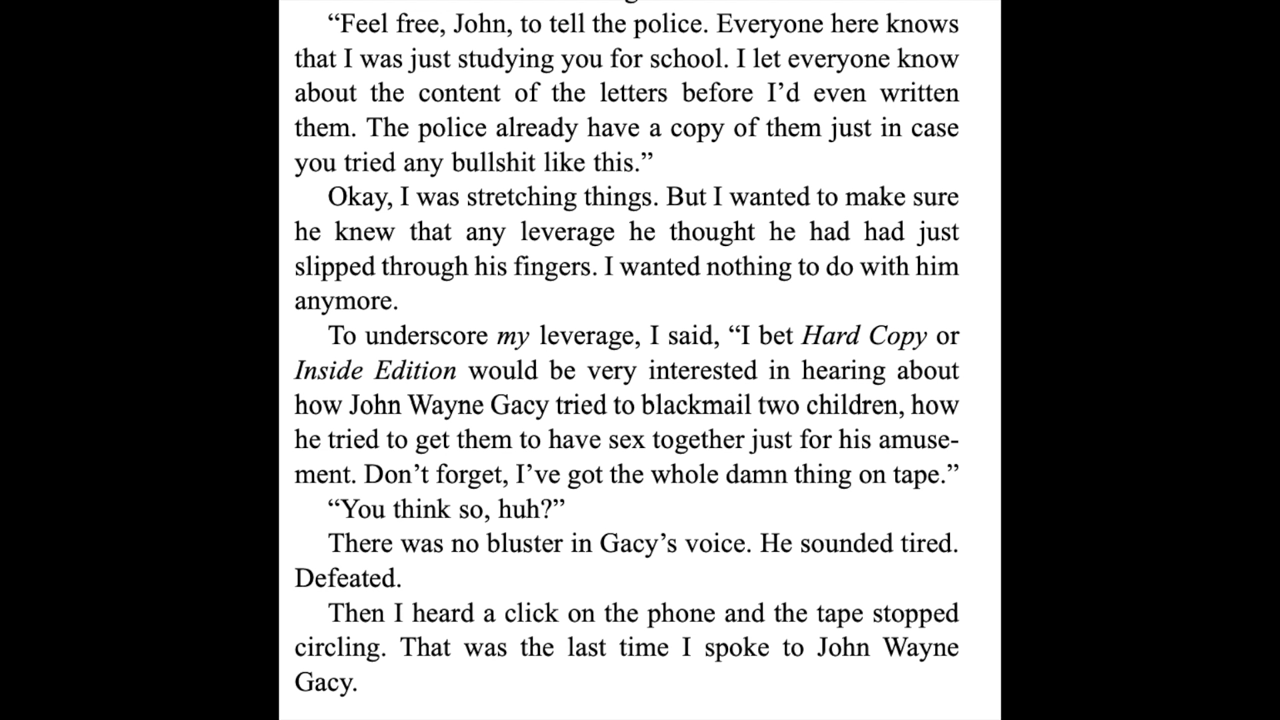 “Feel free, John, to tell the police. Everyone here knows
that I was just studying you for school. I let everyone know
about the content of the letters before I’d even written
them. The police already have a copy of them just in case
you tried any bullshit like this.”
Okay, I was stretching things. But I wanted to make sure
he knew that any leverage he thought he had had just
slipped through his fingers. I wanted nothing to do with him
anymore.
To underscore my leverage, I said, “I bet Hard Copy or
Inside Edition would be very interested in hearing about
how John Wayne Gacy tried to blackmail two children, how
he tried to get them to have sex together just for his amuse-
ment. Don’t forget, I’ve got the whole damn thing on tape.”
“You think so, huh?”
There was no bluster in Gacy’s voice. He sounded tired.
Defeated.
Then I heard a click on the phone and the tape stopped
circling. That was the last time I spoke to John Wayne
Gacy.